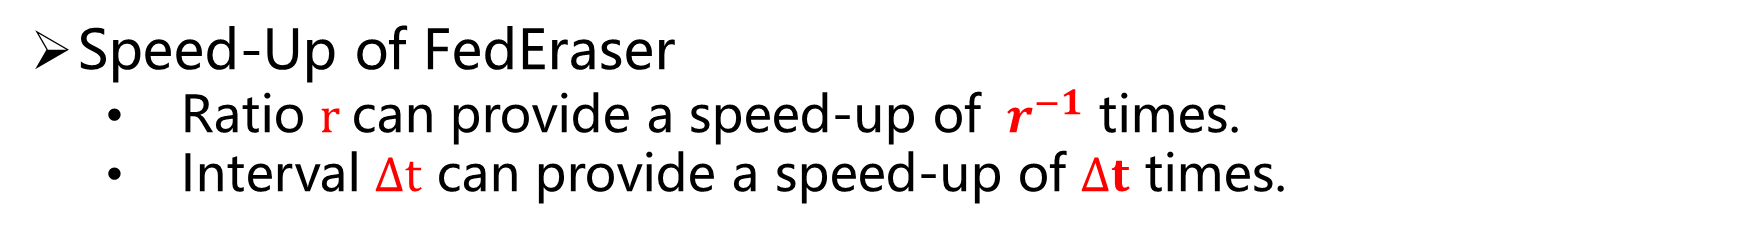 ➢Speed-Up of FedEraser
• Ratio r can provide a speed-up of r⁻¹ times.
• Interval Δt can provide a speed-up of Δt times.